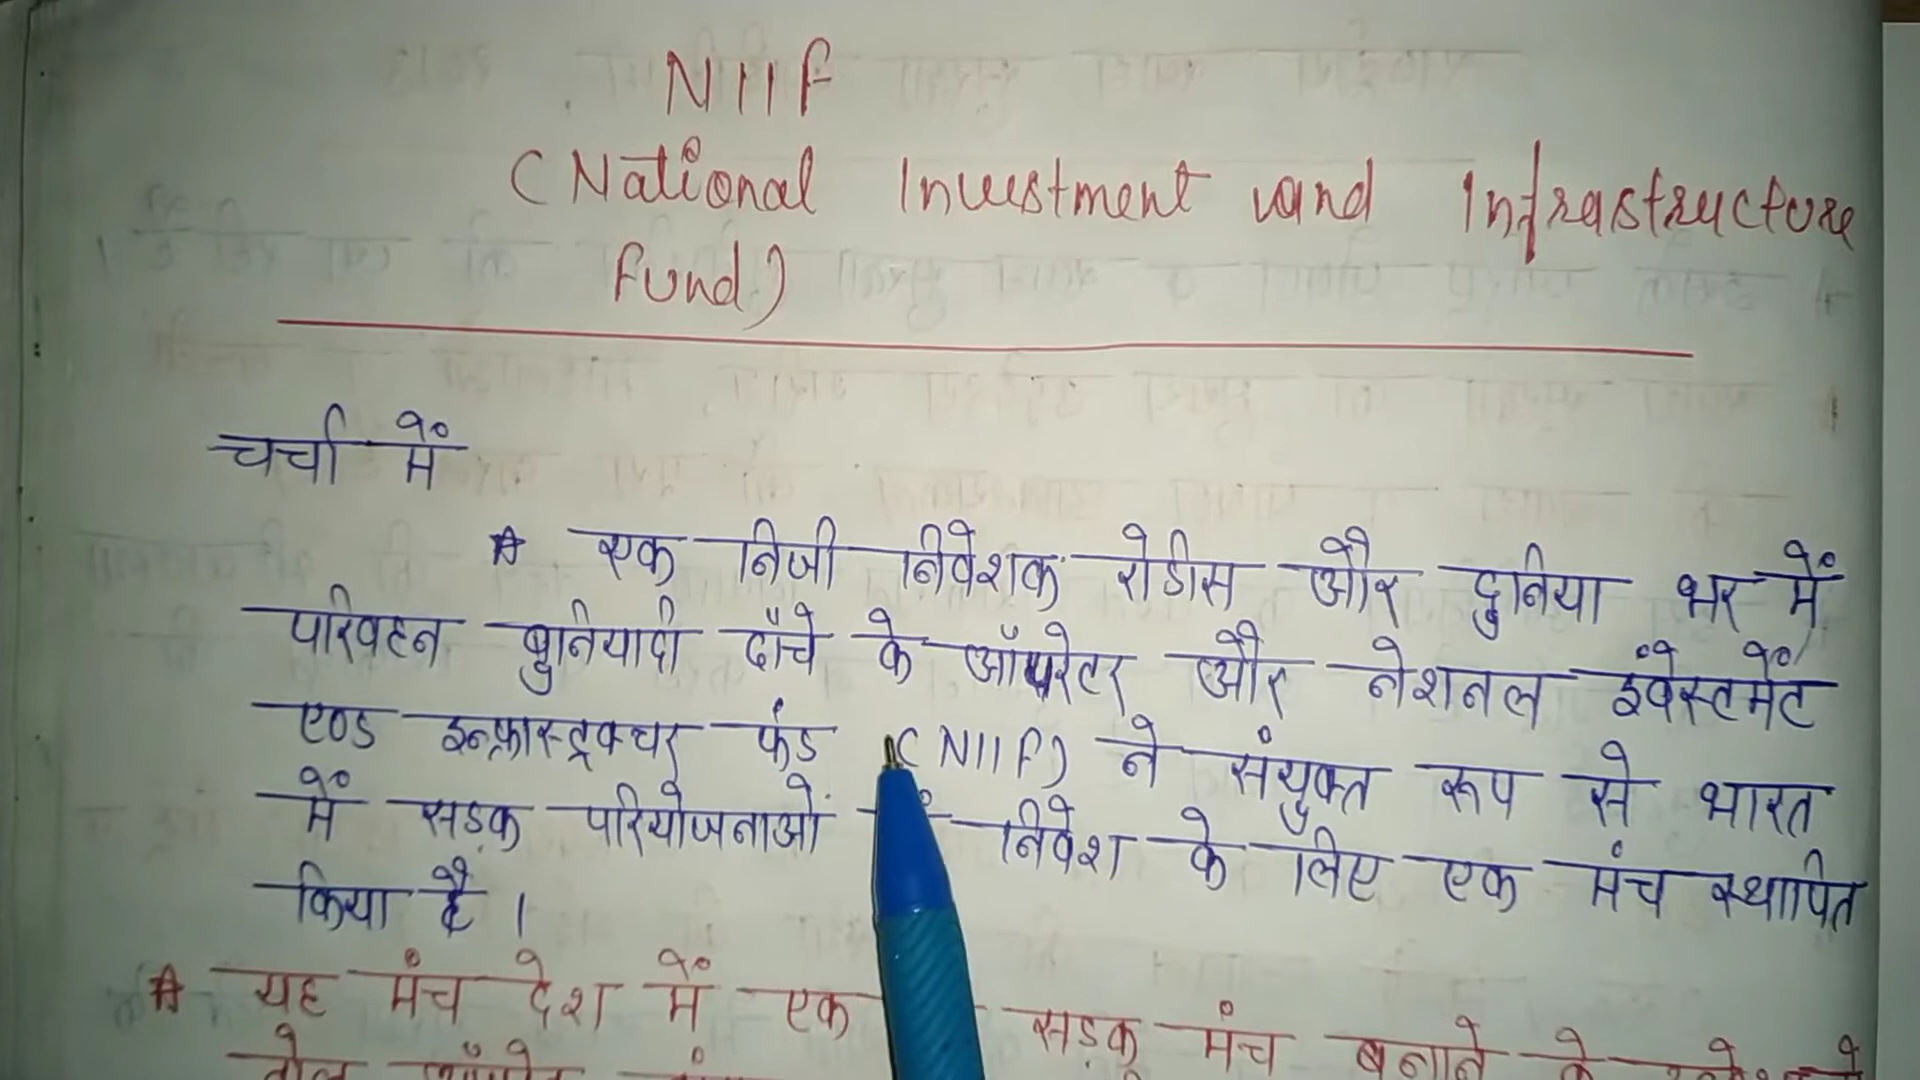 NIIF
(National Investment and Infrastructure
Fund)
चर्चा में
एक निजी निवेशक रोडीस और दुनिया भर में
परिवहन बुनियादी ढाँचे के ऑपरेटर और नेशनल इंवेस्टमेंट
एण्ड इन्फ्रास्ट्रक्चर फंड (NIIF) ने संयुक्त रूप से भारत
में सड़क परियोजनाओं में निवेश के लिए एक मंच स्थापित
किया है ।
यह मंच देश में एक सड़क मंच बनाने के